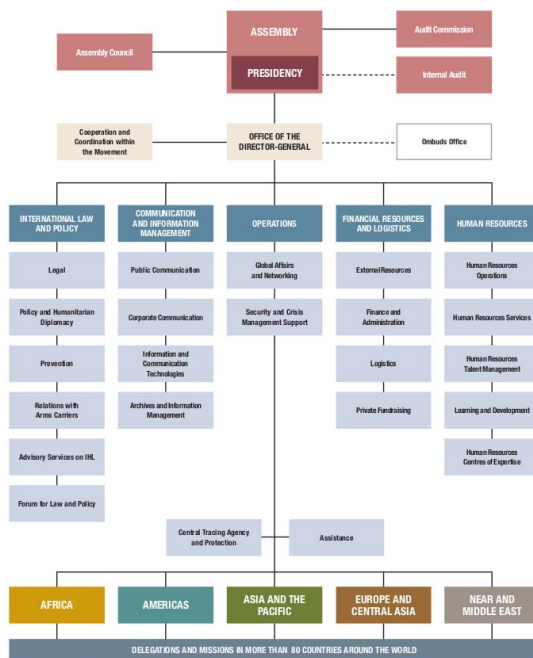 ASSEMBLY
Audit Commission
Assembly Council
PRESIDENCY
Internal Audit
Cooperation and
Coordination within
the Movement
OFFICE OF THE
DIRECTOR-GENERAL
Ombuds Office
INTERNATIONAL LAW
AND POLICY
COMMUNICATION
AND INFORMATION
MANAGEMENT
OPERATIONS
FINANCIAL RESOURCES
AND LOGISTICS
HUMAN RESOURCES
Legal
Public Communication
Global Affairs
and Networking
External Resources
Human Resources
Operations
Policy and Humanitarian
Diplomacy
Corporate Communication
Security and Crisis
Management Support
Finance and
Administration
Human Resources Services
Prevention
Information and
Communication
Technologies
Logistics
Human Resources
Talent Management
Relations with
Arms Carriers
Archives and Information
Management
Private Fundraising
Learning and Development
Advisory Services on IHL
Human Resources
Centres of Expertise
Forum for Law and Policy
Central Tracing Agency
and Protection
Assistance
AFRICA
AMERICAS
ASIA AND THE
PACIFIC
EUROPE AND
CENTRAL ASIA
NEAR AND
MIDDLE EAST
DELEGATIONS AND MISSIONS IN MORE THAN 80 COUNTRIES AROUND THE WORLD